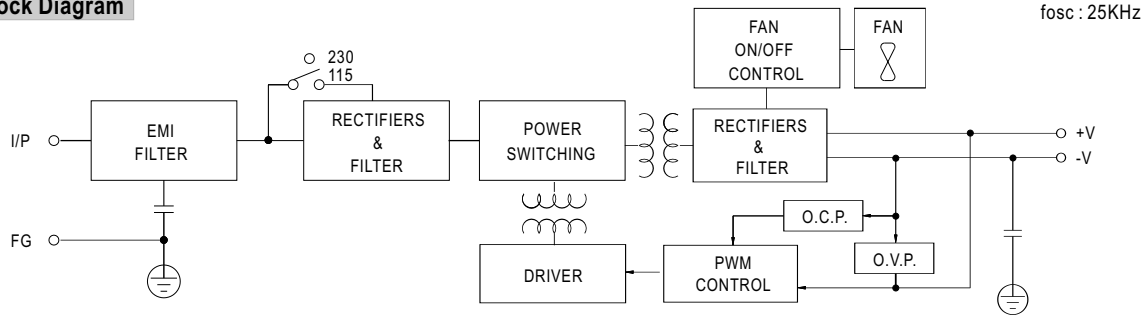 Block Diagram
fosc : 25KHz
230
115
I/P
EMI
FILTER
RECTIFIERS
&
FILTER
POWER
SWITCHING
FAN
ON/OFF
CONTROL
FAN
RECTIFIERS
&
FILTER
+V
-V
FG
DRIVER
PWM
CONTROL
O.C.P.
O.V.P.